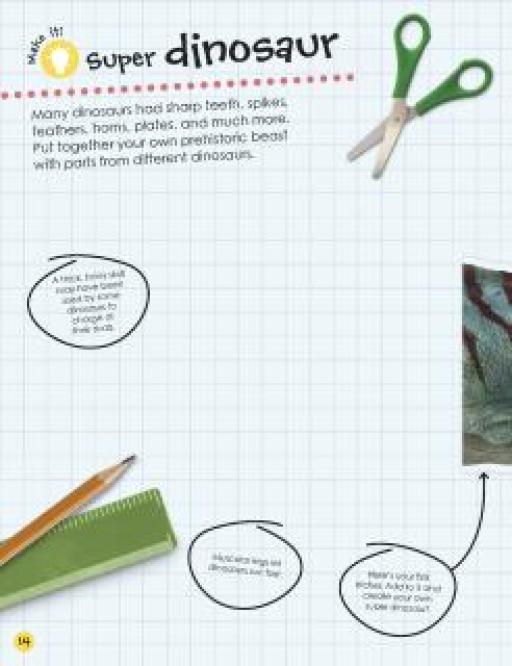 make it!
super dinosaur
Many dinosaurs had sharp teeth, spikes,
feathers, horns, plates, and much more.
Put together your own prehistoric beast
with parts from different dinosaurs.
A thick, bony skull
may have been
used by some
dinosaurs to
charge at
their rivals.
Muscular legs let
dinosaurs run fast
Here's your first
Add to it and
create your own
super dinosaur!
14